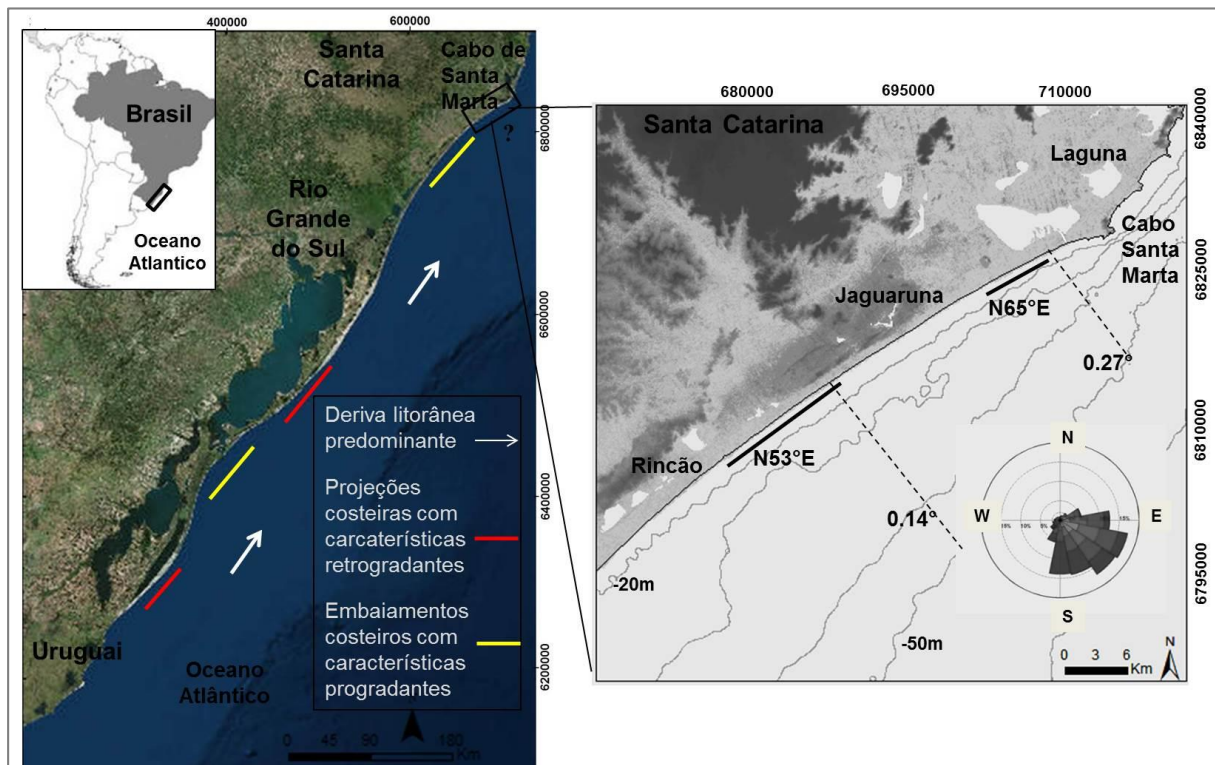 400000
600000
Santa
Catarina
Cabo de
Santa
Marta
?
6800000
6600000
6400000
6200000
Brasil
Oceano
Atlantico
Rio
Grande
do Sul
Uruguai
Oceano
Atlântico
Deriva litorânea
predominante
Projeções
costeiras com
carcaterísticas
retrogradantes
Embaiamentos
costeiros com
características
progradantes
0 45 90 180
Km
680000
695000
710000
6840000
6825000
6810000
6795000
Santa Catarina
Laguna
Cabo
Santa
Marta
Jaguaruna
N65°E
0.27°
Rincão
N53°E
0.14°
-20m
-50m
N
W
E
S
N
0 3 6
Km